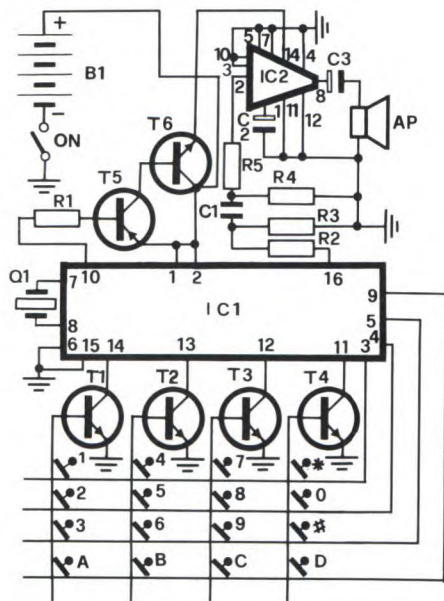 +
B1
−
ON
T6
T5
R1
5 7 14 4
10
3
2
IC2
C3
8
1 11 12
C
2
AP
R5
R4
C1
R3
R2
Q1
10 1 2 16
7
8
6
15 14 13 12 11 3
IC1
9
5
4
T1 T2 T3 T4
1 4 7 *
2 5 8 0
3 6 9 #
A B C D